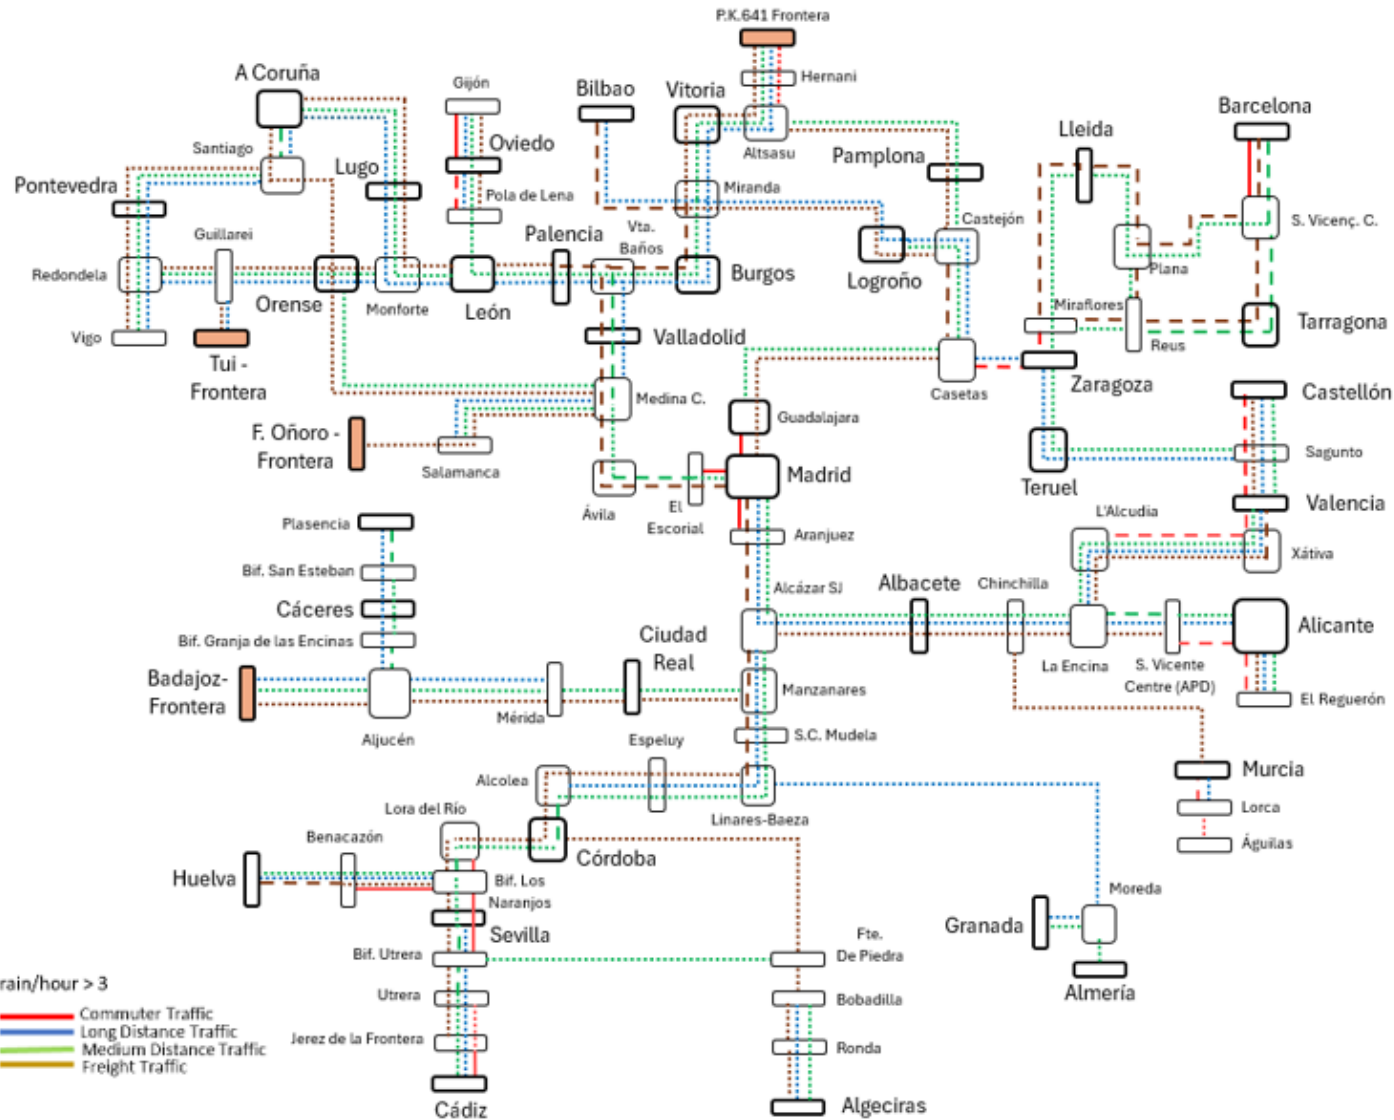 P.K.641 Frontera
Hernani
A Coruña
Gijón
Bilbao
Vitoria
Altsasu
Barcelona
Lleida
Santiago
Oviedo
Pamplona
Pontevedra
Lugo
Pola de Lena
Miranda
Castejón
S. Vicenç. C.
Guillarei
Palencia
Vta.
Baños
Plana
Redondela
Orense
Monforte
León
Burgos
Logroño
Miraflores
Reus
Tarragona
Vigo
Tui -
Frontera
Valladolid
Casetas
Zaragoza
Castellón
Medina C.
Guadalajara
F. Oñoro -
Frontera
Salamanca
Madrid
Teruel
Sagunto
Ávila
El
Escorial
Valencia
Plasencia
Aranjuez
L'Alcudia
Xátiva
Bif. San Esteban
Cáceres
Alcázar SJ
Albacete
Chinchilla
Bif. Granja de las Encinas
Ciudad
Real
La Encina
S. Vicente
Centre (APD)
Alicante
Badajoz-
Frontera
Aljucén
Mérida
Manzanares
El Reguerón
S.C. Mudela
Espeluy
Alcolea
Linares-Baeza
Murcia
Lorca
Águilas
Lora del Río
Benacazón
Córdoba
Huelva
Bif. Los
Naranjos
Sevilla
Moreda
Granada
Almería
Bif. Utrera
Fte.
De Piedra
Utrera
Bobadilla
Jerez de la Frontera
Ronda
Cádiz
Algeciras
rain/hour > 3
Commuter Traffic
Long Distance Traffic
Medium Distance Traffic
Freight Traffic